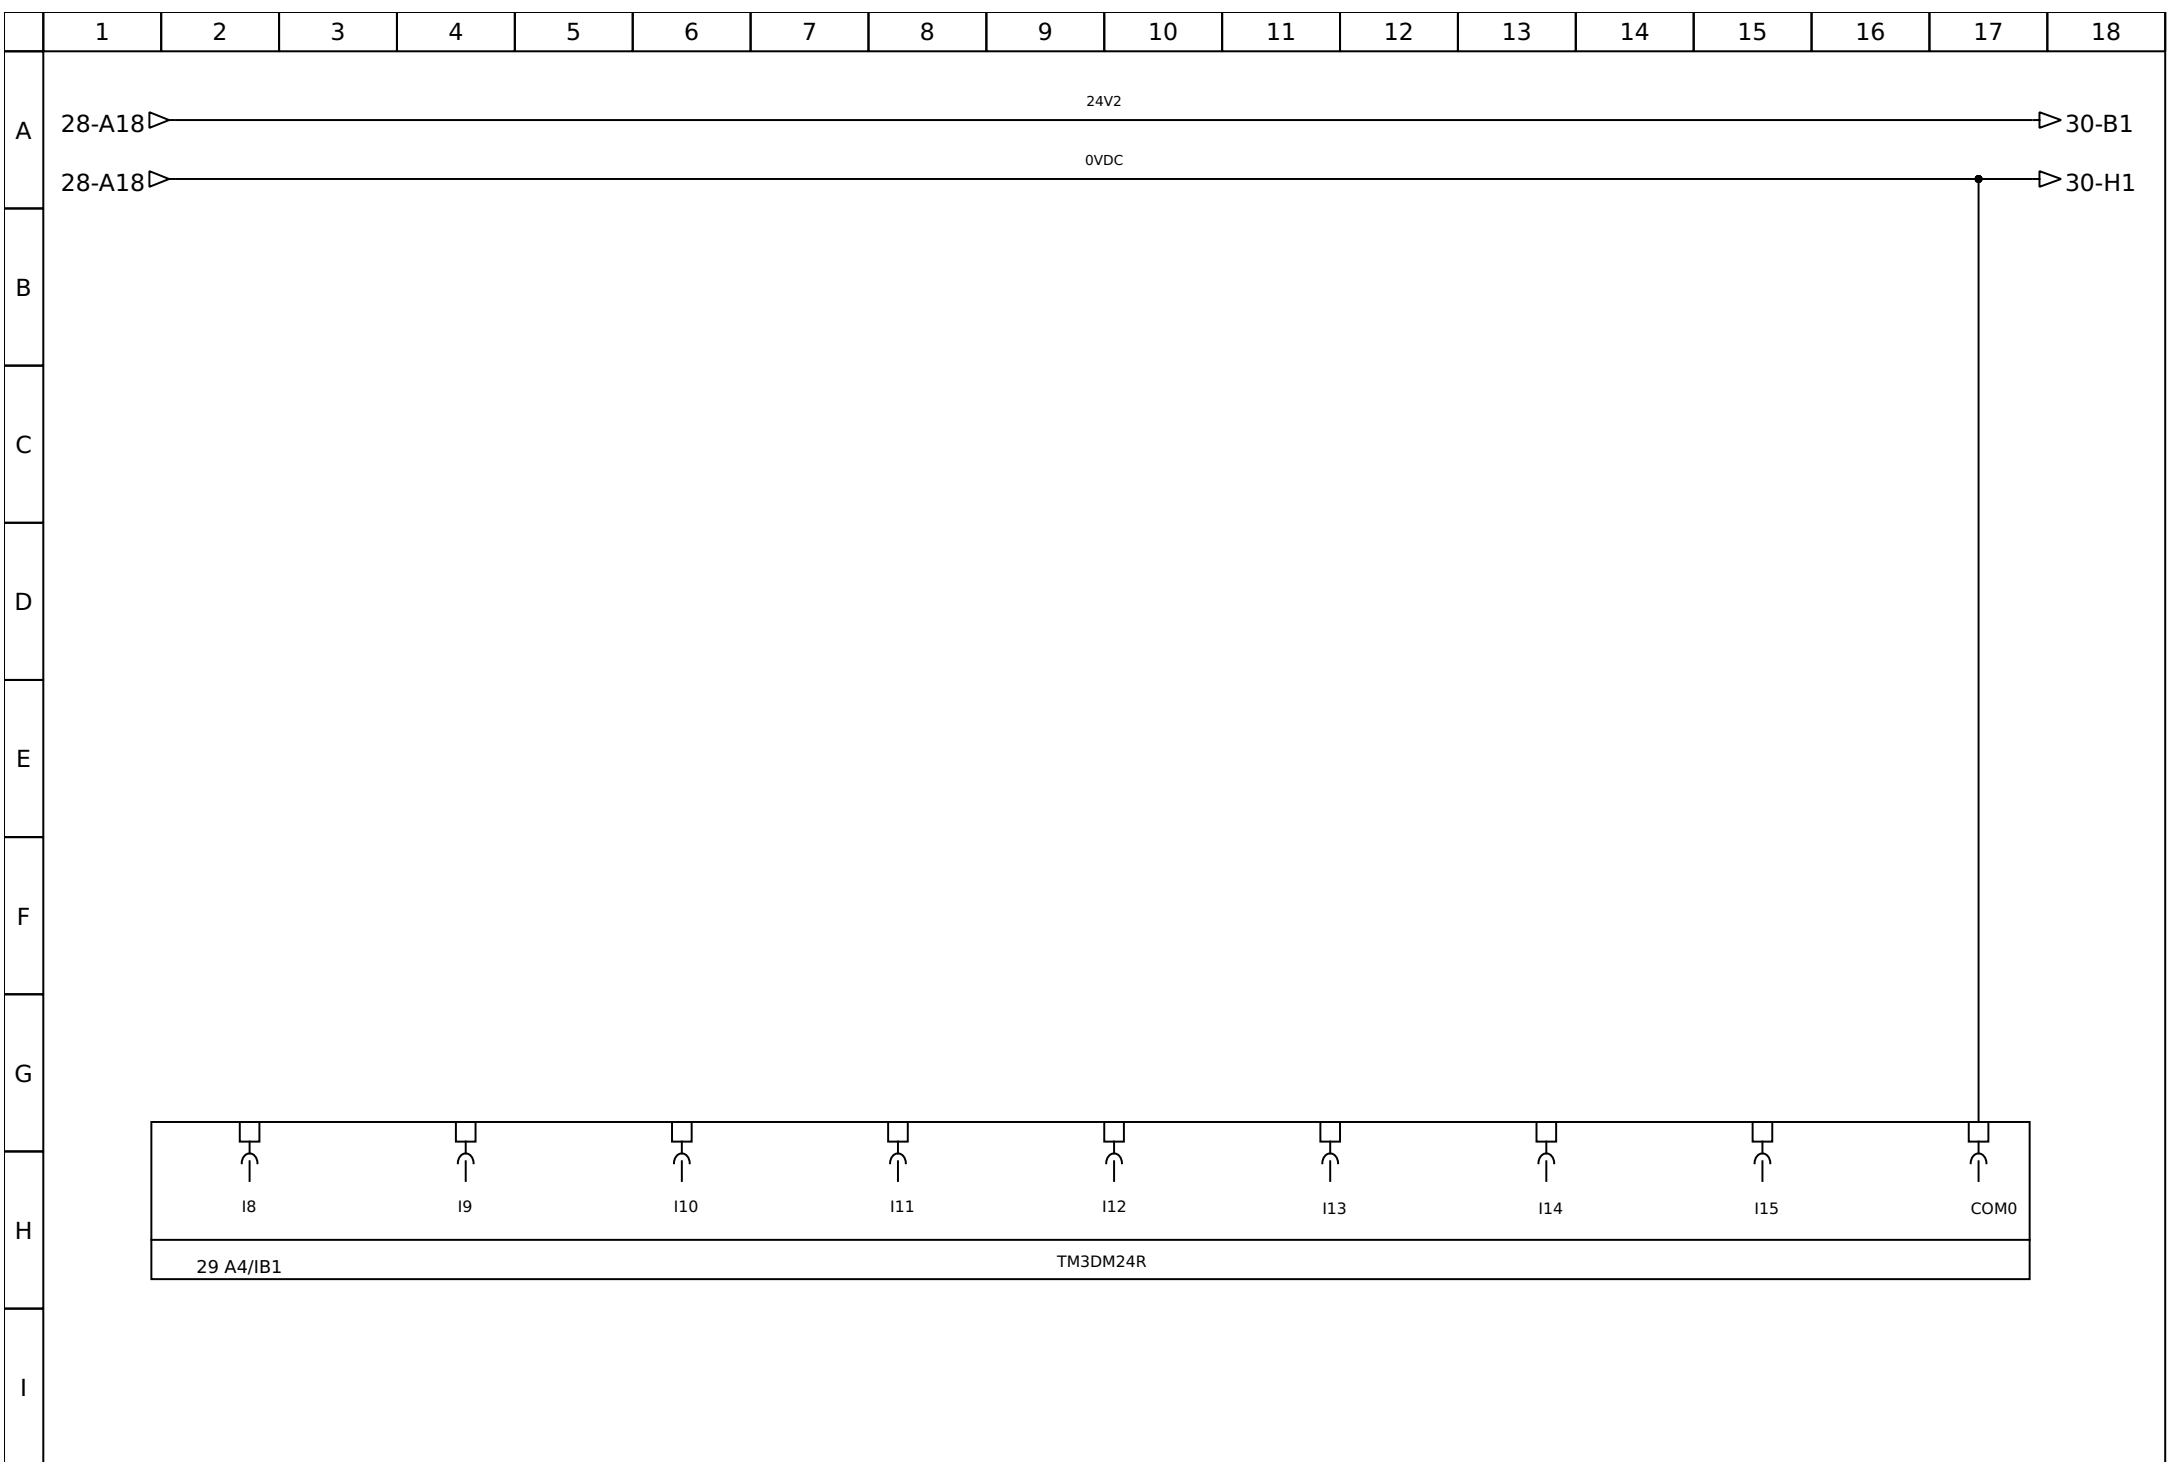 1 2 3 4 5 6 7 8 9 10 11 12 13 14 15 16 17 18
A
24V2
28-A18 30-B1
0VDC
28-A18 30-H1
B
C
D
E
F
G
H
I8 I9 I10 I11 I12 I13 I14 I15 COM0
29 A4/IB1 TM3DM24R
I